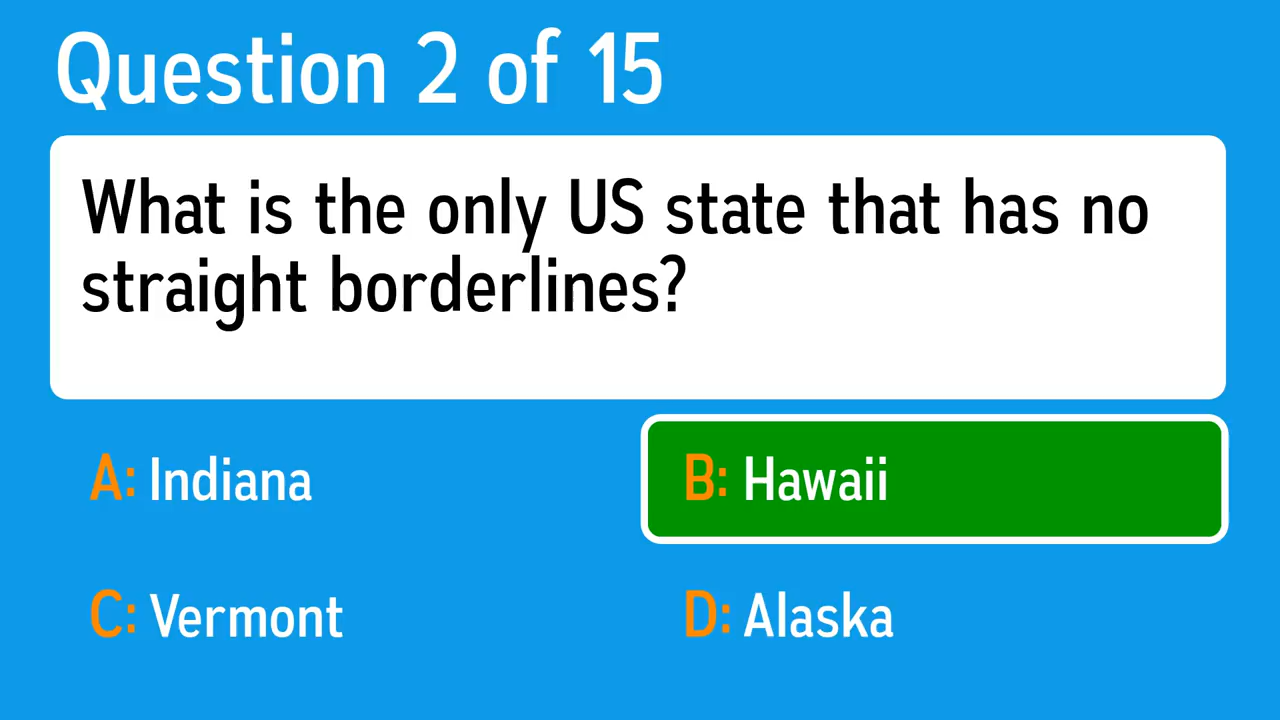 Question 2 of 15
What is the only US state that has no
straight borderlines?
A: Indiana
B: Hawaii
C: Vermont
D: Alaska